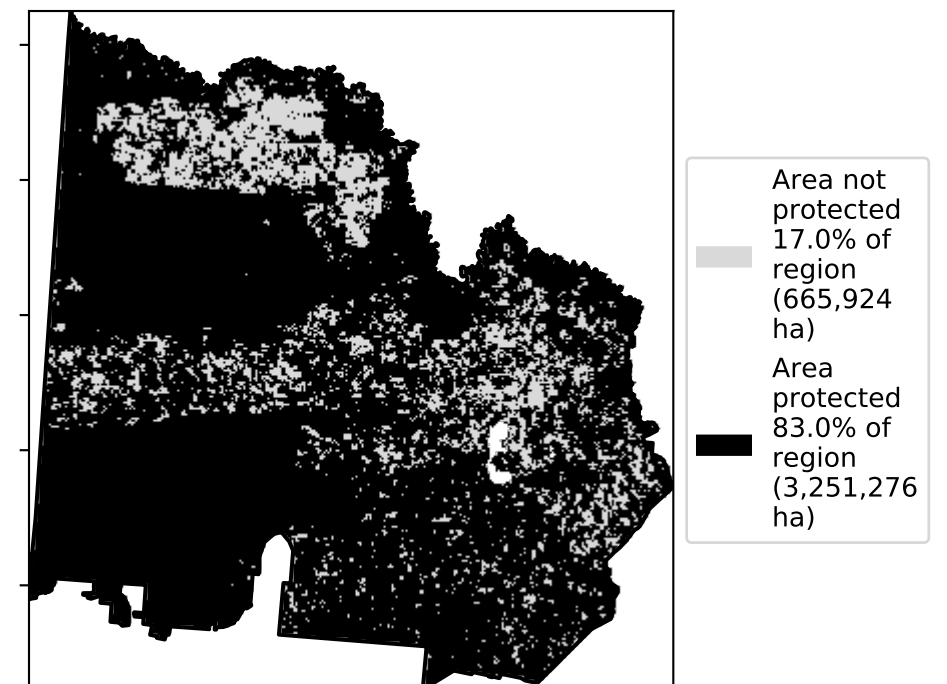 Area not
protected
17.0% of
region
(665,924
ha)
Area
protected
83.0% of
region
(3,251,276
ha)